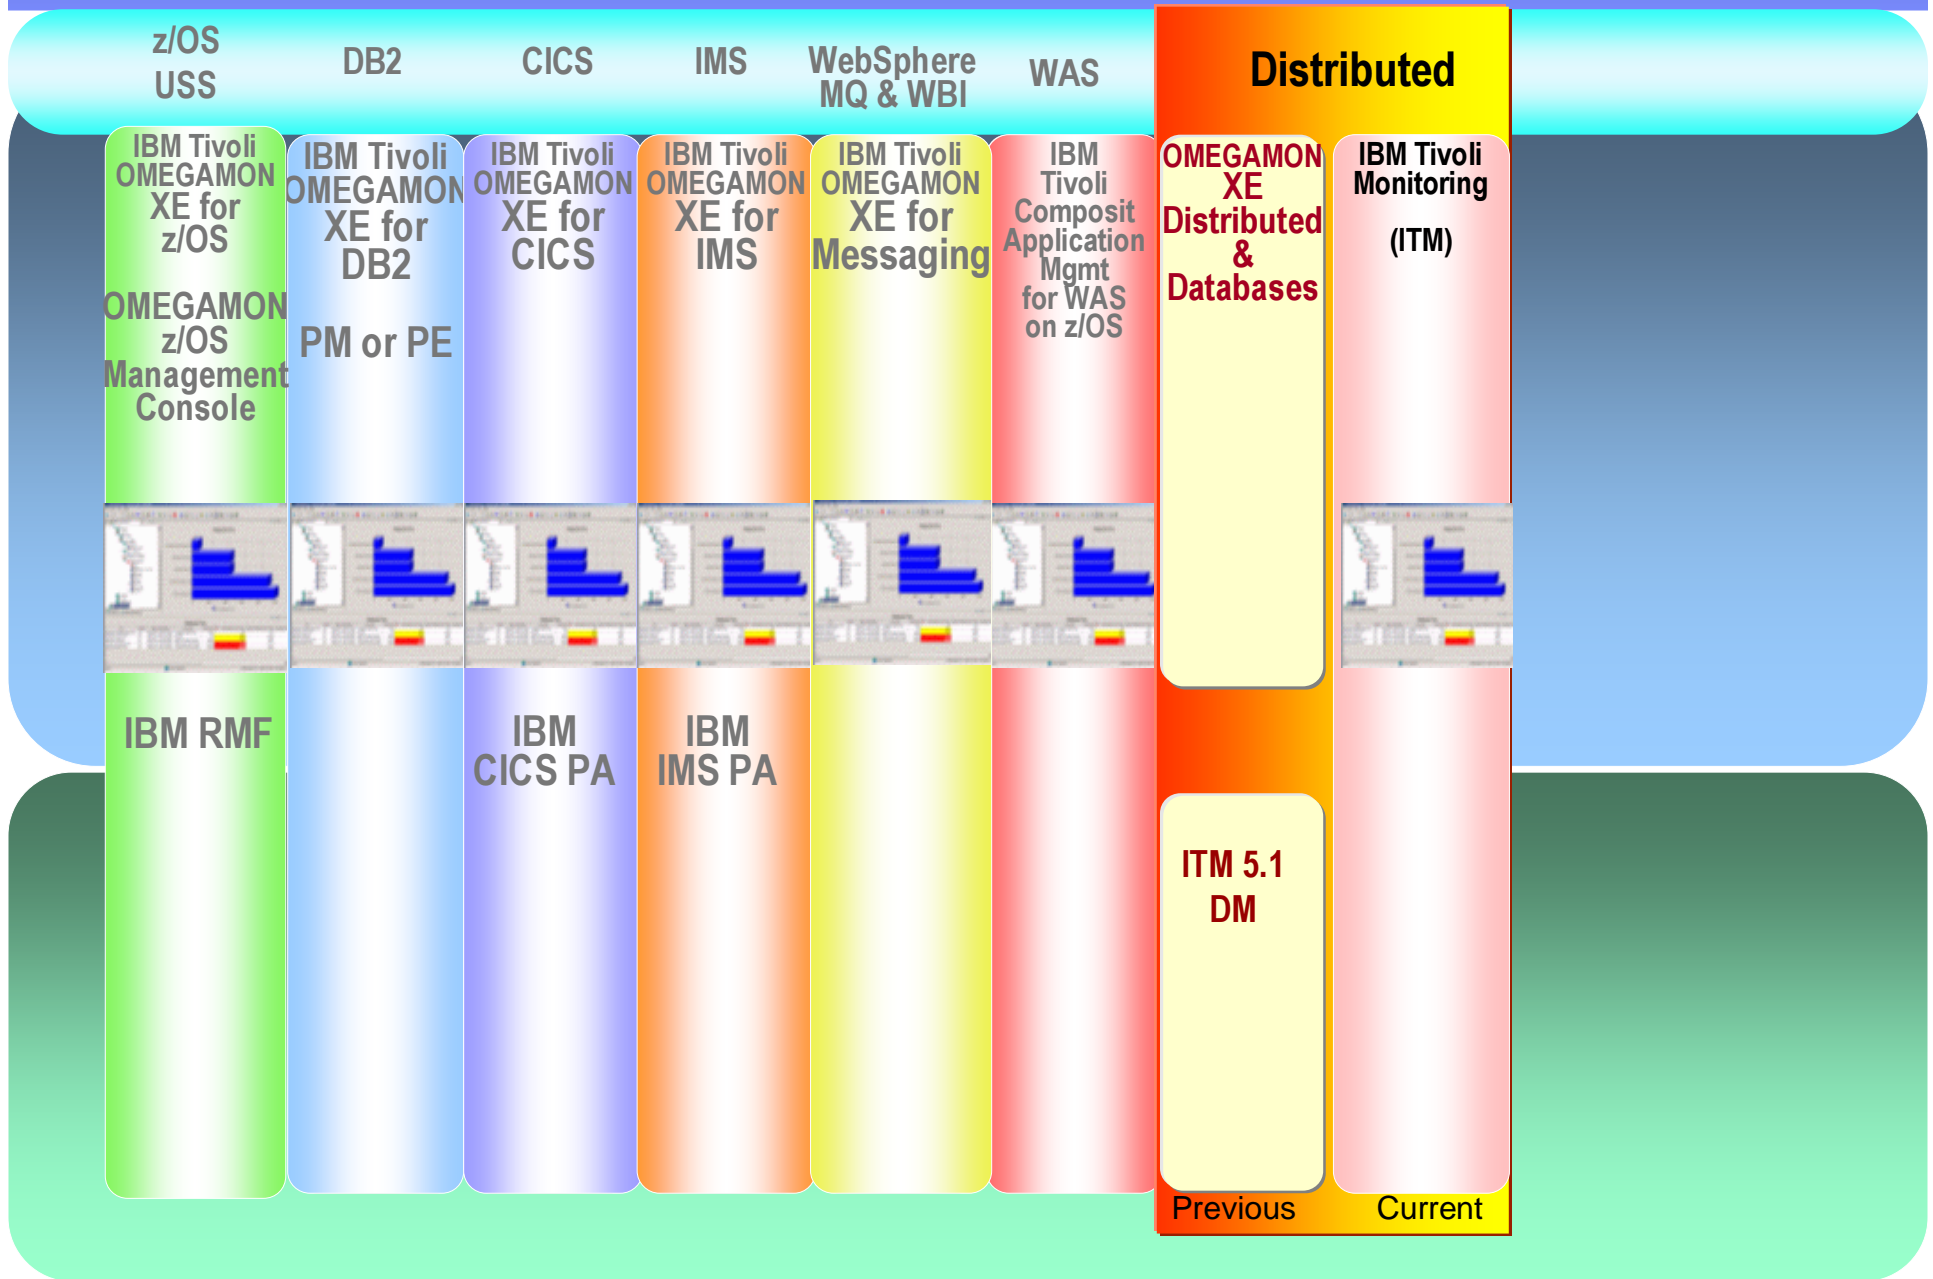 z/OS
USS
DB2
CICS
IMS
WebSphere
MQ & WBI
WAS
Distributed
IBM Tivoli
OMEGAMON
XE for
z/OS
OMEGAMON
z/OS
Management
Console
IBM Tivoli
OMEGAMON
XE for
DB2
PM or PE
IBM Tivoli
OMEGAMON
XE for
CICS
IBM Tivoli
OMEGAMON
XE for
IMS
IBM Tivoli
OMEGAMON
XE for
Messaging
IBM
Tivoli
Composit
Application
Mgmt
for WAS
on z/OS
OMEGAMON
XE
Distributed
&
Databases
IBM Tivoli
Monitoring
(ITM)
IBM RMF
IBM
CICS PA
IBM
IMS PA
ITM 5.1
DM
Previous
Current